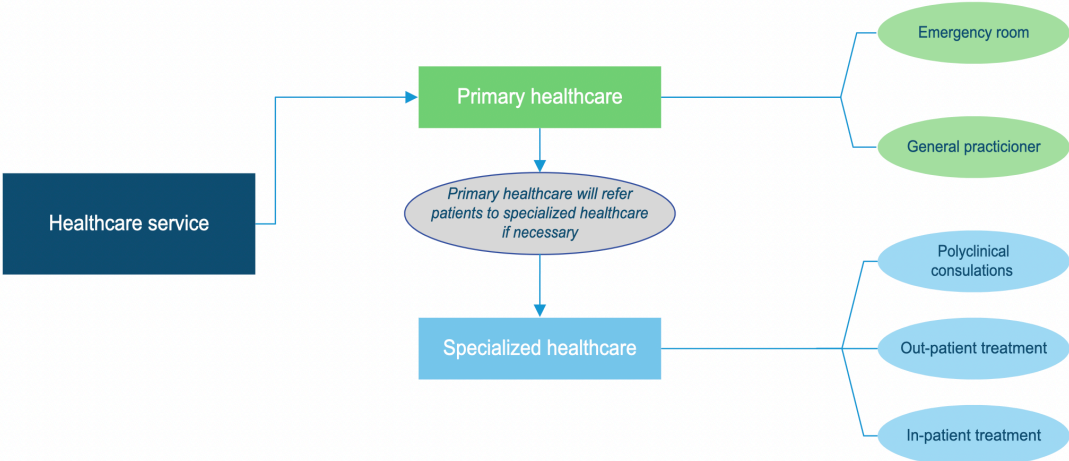 Emergency room
Primary healthcare
General practicioner
Healthcare service
Primary healthcare will refer
patients to specialized healthcare
if necessary
Polyclinical
consulations
Specialized healthcare
Out-patient treatment
In-patient treatment